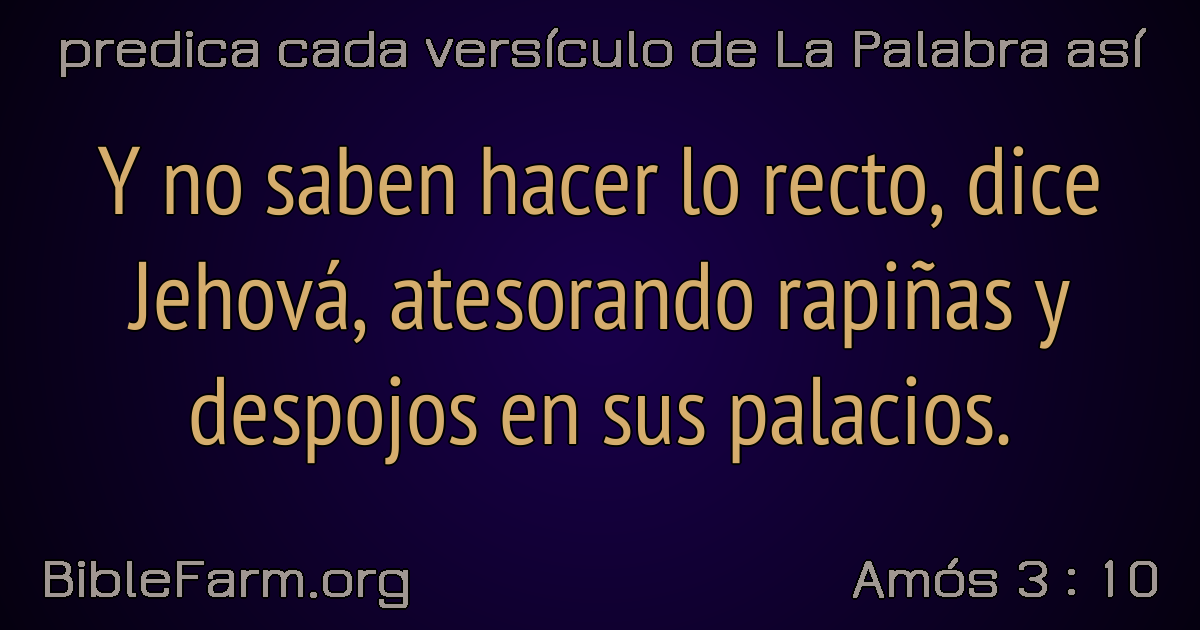 predica cada versículo de La Palabra así
Y no saben hacer lo recto, dice
Jehová, atesorando rapiñas y
despojos en sus palacios.
BibleFarm.org
Amós 3 : 10